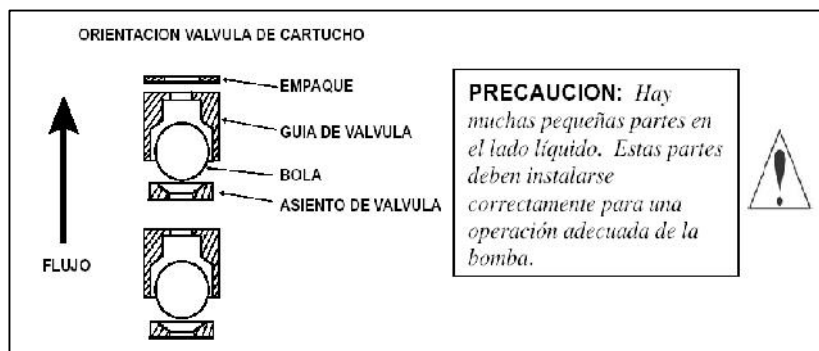 ORIENTACION VALVULA DE CARTUCHO
EMPAQUE
GUIA DE VALVULA
BOLA
ASIENTO DE VALVULA
FLUJO
PRECAUCION: Hay
muchas pequeñas partes en
el lado líquido. Estas partes
deben instalarse
correctamente para una
operación adecuada de la
bomba.
!